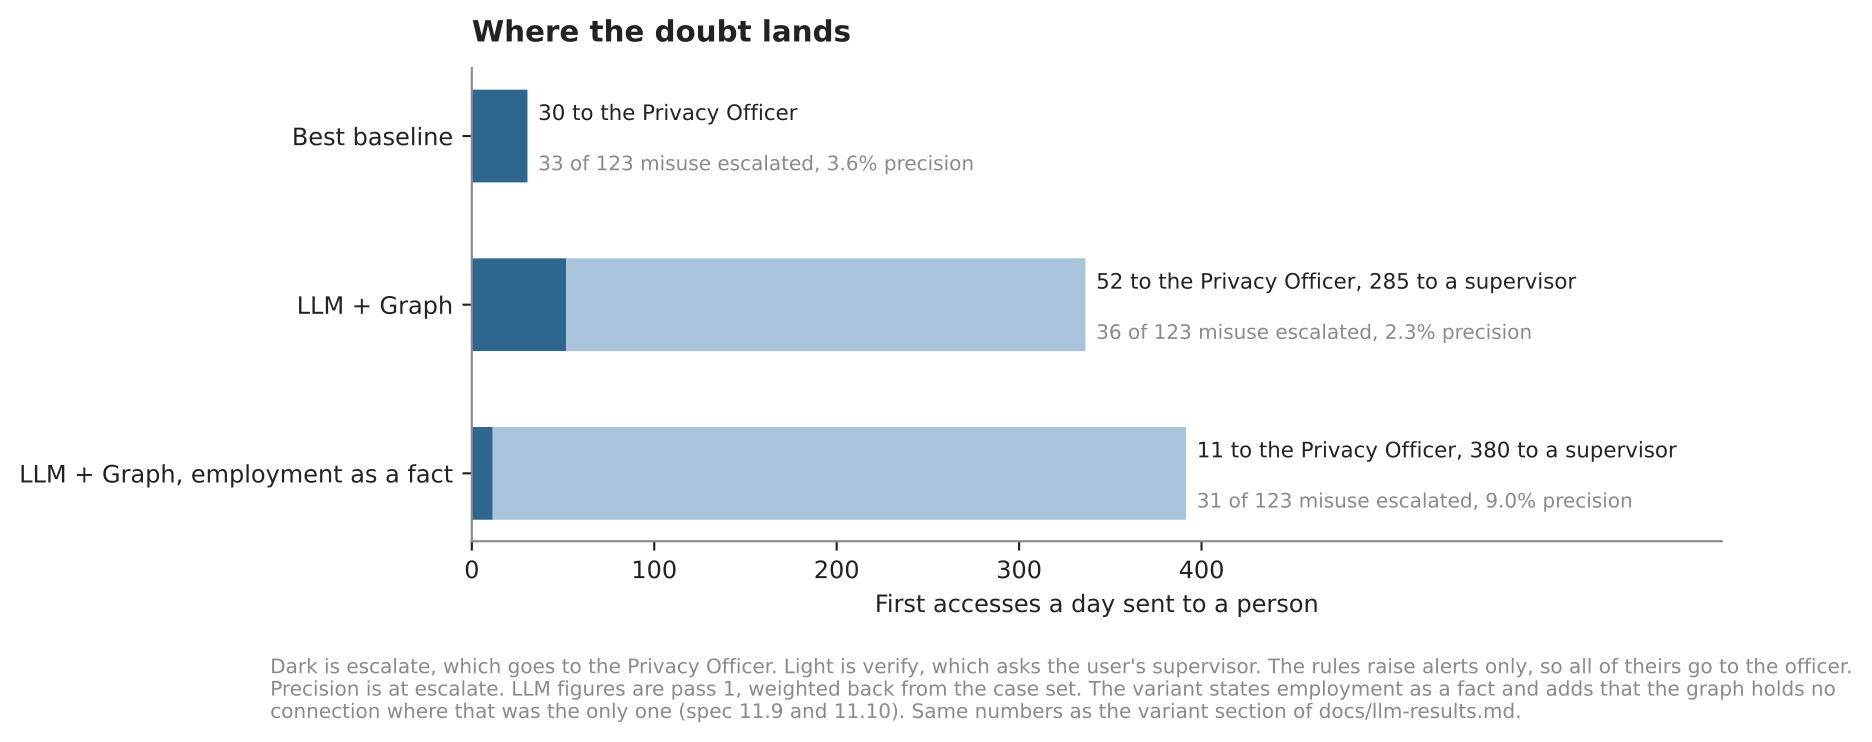 Where the doubt lands
Best baseline
30 to the Privacy Officer
33 of 123 misuse escalated, 3.6% precision
LLM + Graph
52 to the Privacy Officer, 285 to a supervisor
36 of 123 misuse escalated, 2.3% precision
LLM + Graph, employment as a fact
11 to the Privacy Officer, 380 to a supervisor
31 of 123 misuse escalated, 9.0% precision
0 100 200 300 400
First accesses a day sent to a person
Dark is escalate, which goes to the Privacy Officer. Light is verify, which asks the user's supervisor. The rules raise alerts only, so all of theirs go to the officer.
Precision is at escalate. LLM figures are pass 1, weighted back from the case set. The variant states employment as a fact and adds that the graph holds no
connection where that was the only one (spec 11.9 and 11.10). Same numbers as the variant section of docs/llm-results.md.